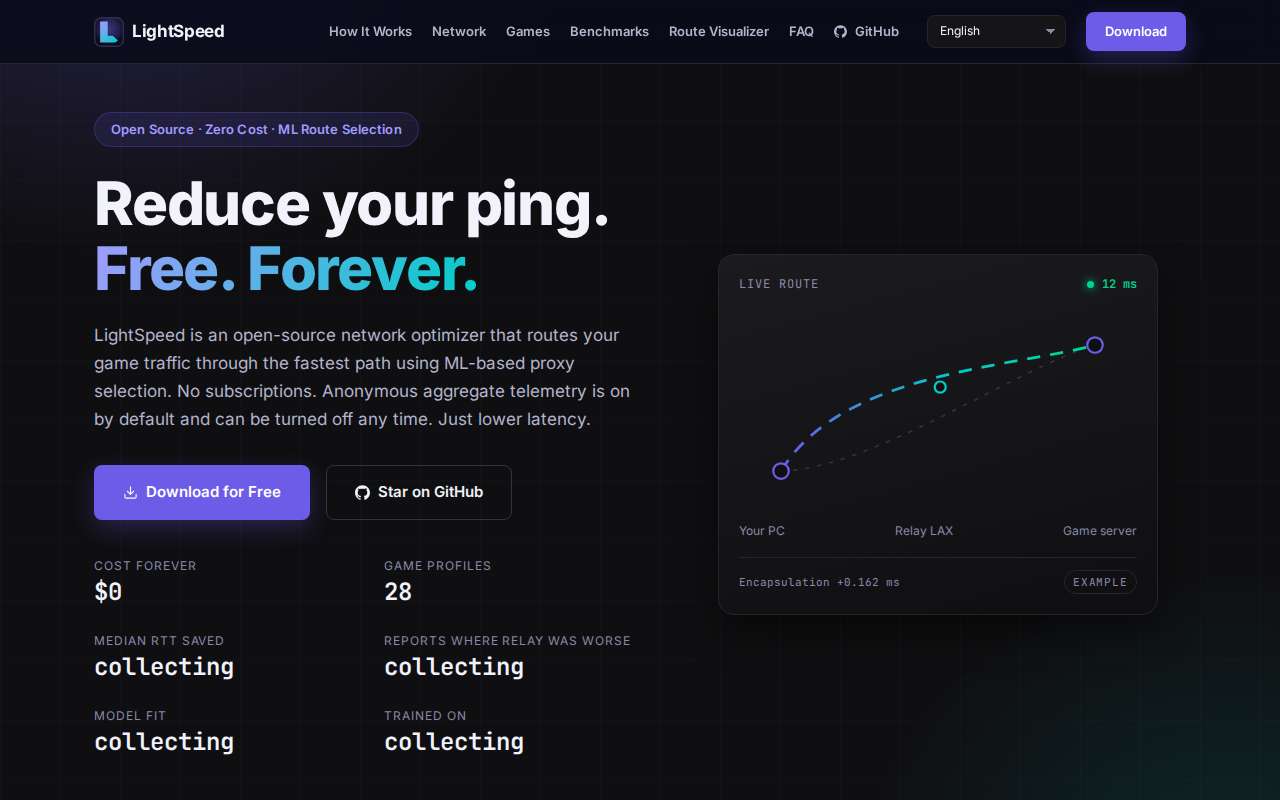 LightSpeed
How It Works
Network
Games
Benchmarks
Route Visualizer
FAQ
GitHub
English
Download
Open Source · Zero Cost · ML Route Selection
Reduce your ping.
Free. Forever.
LightSpeed is an open-source network optimizer that routes your
game traffic through the fastest path using ML-based proxy
selection. No subscriptions. Anonymous aggregate telemetry is on
by default and can be turned off any time. Just lower latency.
Download for Free
Star on GitHub
COST FOREVER
$0
GAME PROFILES
28
MEDIAN RTT SAVED
collecting
REPORTS WHERE RELAY WAS WORSE
collecting
MODEL FIT
collecting
TRAINED ON
collecting
LIVE ROUTE
12 ms
Your PC
Relay LAX
Game server
Encapsulation +0.162 ms
EXAMPLE